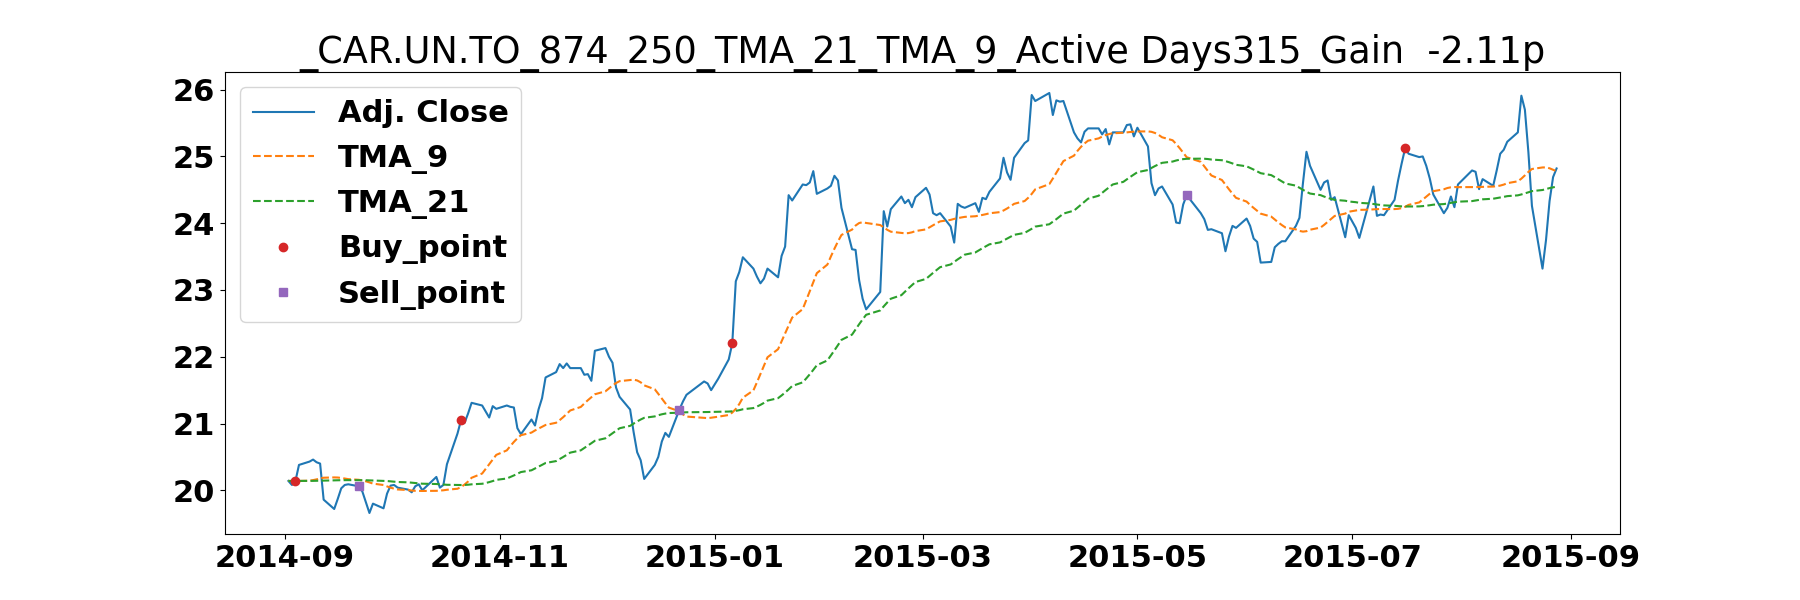 _CAR.UN.TO_874_250_TMA_21_TMA_9_Active Days315_Gain  -2.11p
26
25
24
23
22
21
20
Adj. Close
TMA_9
TMA_21
Buy_point
Sell_point
2014-09 2014-11 2015-01 2015-03 2015-05 2015-07 2015-09